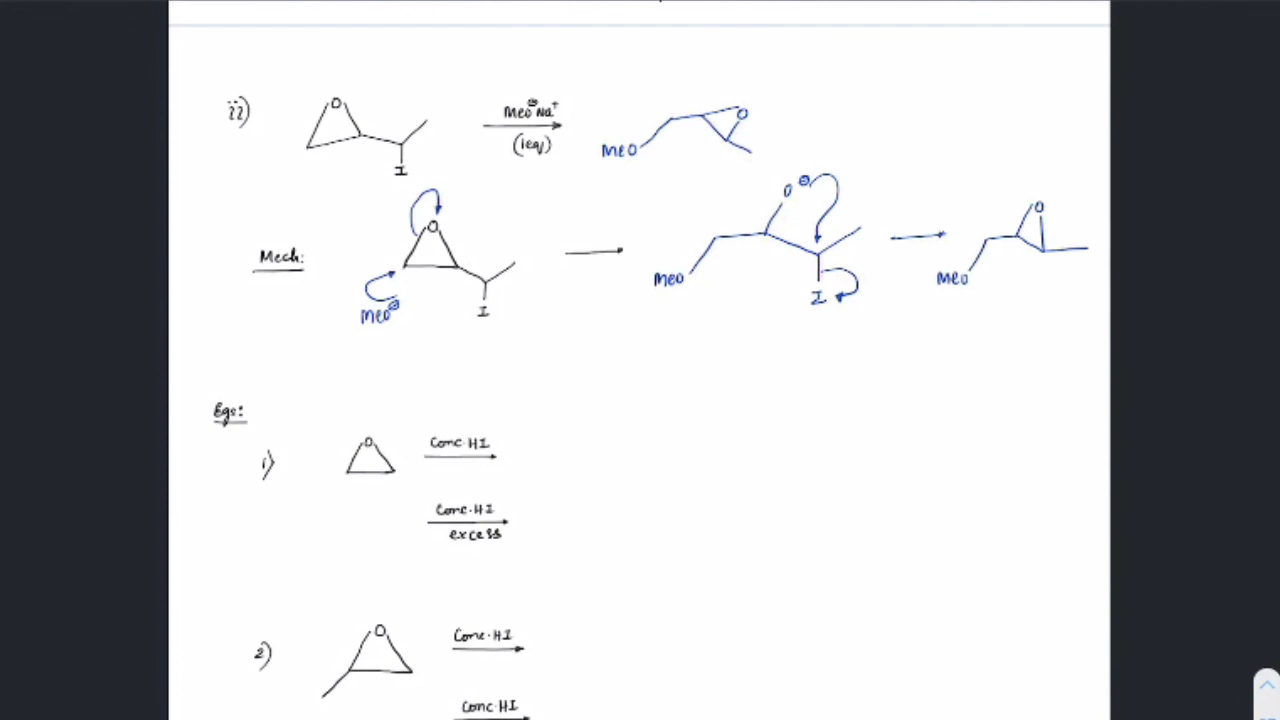 ii) O MeO⊖Na⁺ O
(1eq) MeO
I
O⊖
O O
Mech:
MeO MeO
MeO⊖ I I
Egs:
1) O Conc·HI
Conc·HI
excess
2) O Conc·HI
Conc·HI